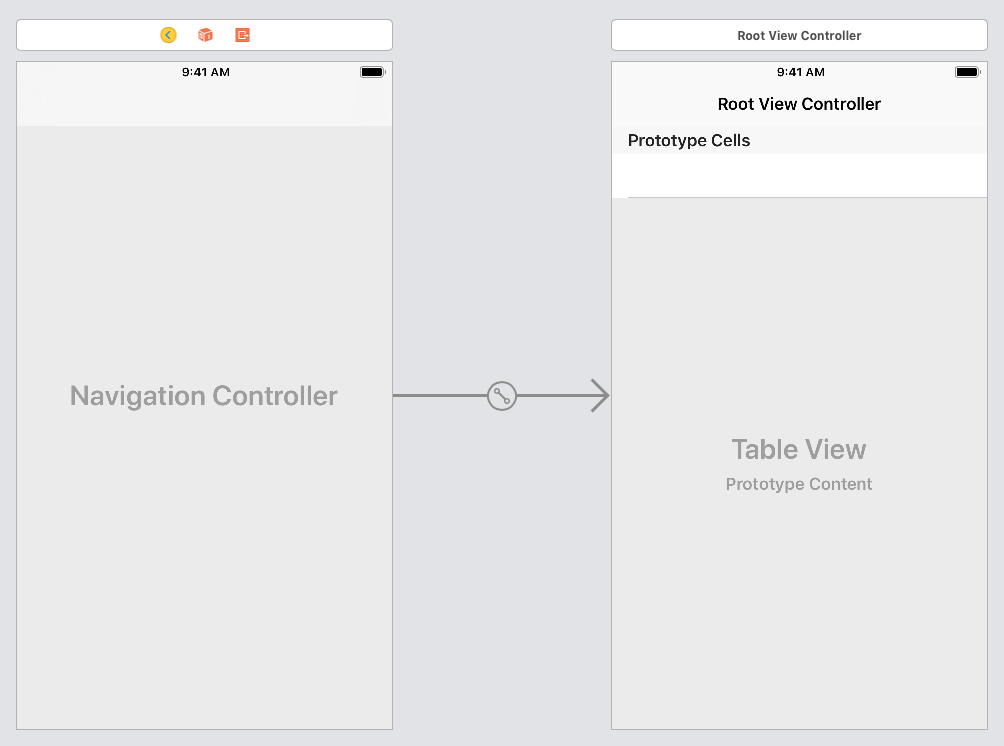 Root View Controller
9:41 AM
9:41 AM
Root View Controller
Prototype Cells
Navigation Controller
Table View
Prototype Content